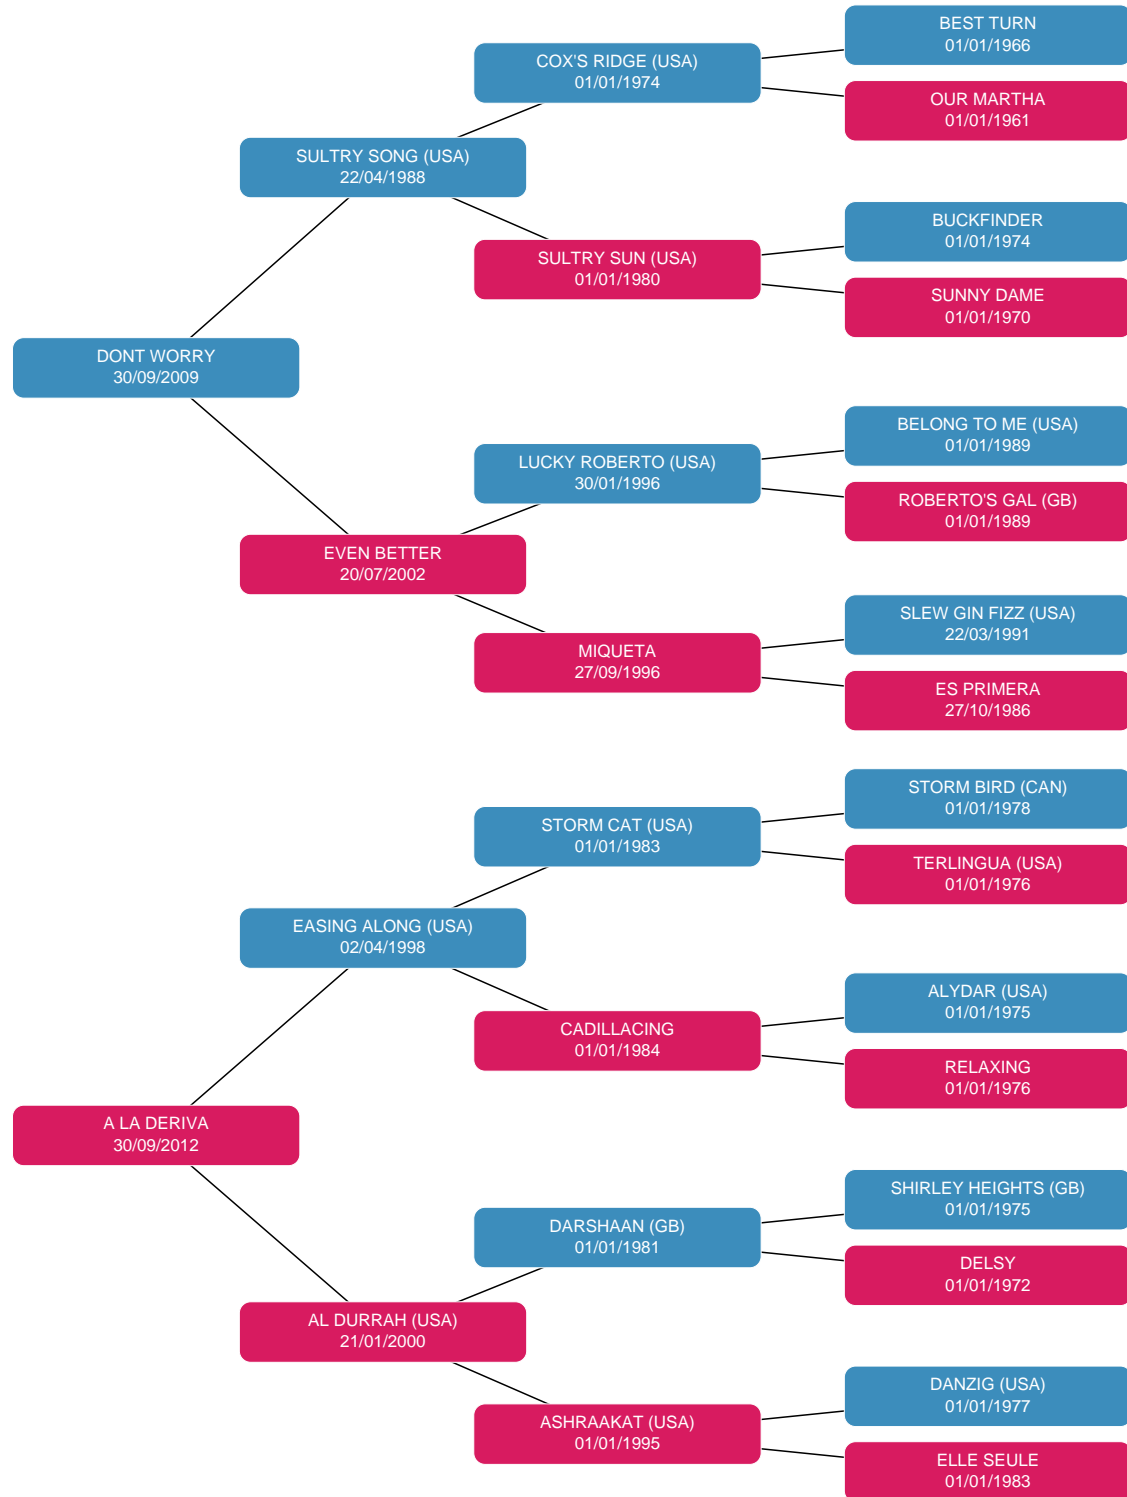 BEST TURN
01/01/1966
COX'S RIDGE (USA)
01/01/1974
OUR MARTHA
01/01/1961
SULTRY SONG (USA)
22/04/1988
BUCKFINDER
01/01/1974
SULTRY SUN (USA)
01/01/1980
SUNNY DAME
01/01/1970
DONT WORRY
30/09/2009
BELONG TO ME (USA)
01/01/1989
LUCKY ROBERTO (USA)
30/01/1996
ROBERTO'S GAL (GB)
01/01/1989
EVEN BETTER
20/07/2002
SLEW GIN FIZZ (USA)
22/03/1991
MIQUETA
27/09/1996
ES PRIMERA
27/10/1986
STORM BIRD (CAN)
01/01/1978
STORM CAT (USA)
01/01/1983
TERLINGUA (USA)
01/01/1976
EASING ALONG (USA)
02/04/1998
ALYDAR (USA)
01/01/1975
CADILLACING
01/01/1984
RELAXING
01/01/1976
A LA DERIVA
30/09/2012
SHIRLEY HEIGHTS (GB)
01/01/1975
DARSHAAN (GB)
01/01/1981
DELSY
01/01/1972
AL DURRAH (USA)
21/01/2000
DANZIG (USA)
01/01/1977
ASHRAAKAT (USA)
01/01/1995
ELLE SEULE
01/01/1983